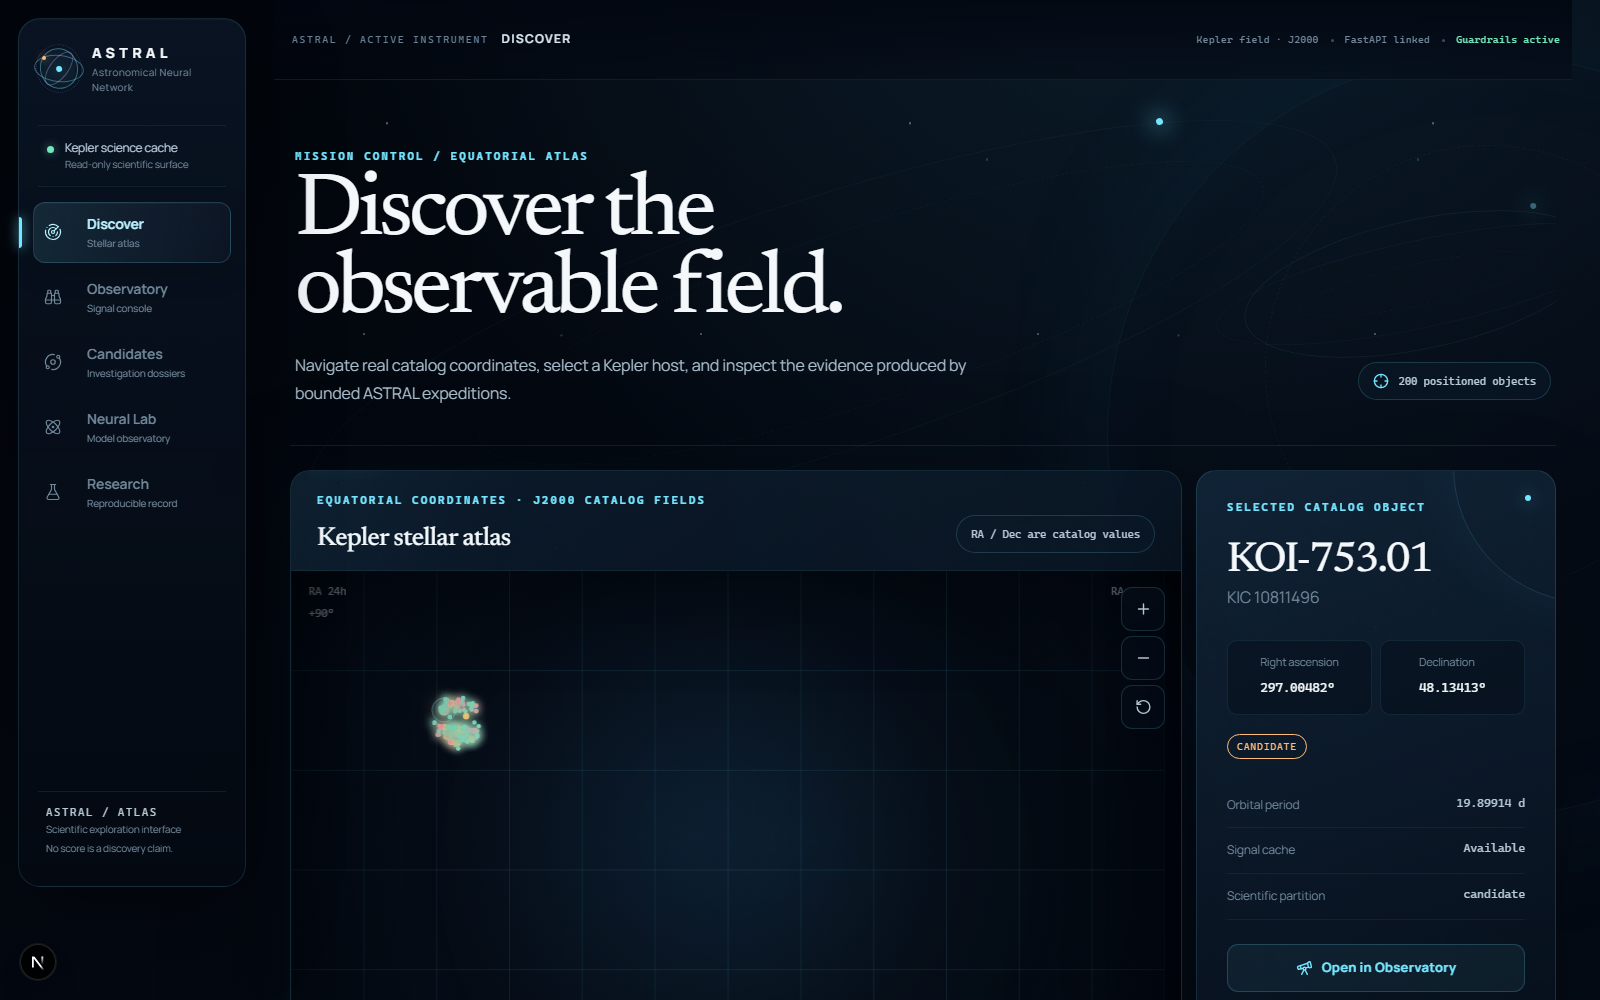 ASTRAL
Astronomical Neural
Network
Kepler science cache
Read-only scientific surface
Discover
Stellar atlas
Observatory
Signal console
Candidates
Investigation dossiers
Neural Lab
Model observatory
Research
Reproducible record
ASTRAL / ATLAS
Scientific exploration interface
No score is a discovery claim.
N
ASTRAL / ACTIVE INSTRUMENT DISCOVER
Kepler field · J2000 • FastAPI linked • Guardrails active
MISSION CONTROL / EQUATORIAL ATLAS
Discover the
observable field.
Navigate real catalog coordinates, select a Kepler host, and inspect the evidence produced by
bounded ASTRAL expeditions.
200 positioned objects
EQUATORIAL COORDINATES · J2000 CATALOG FIELDS
Kepler stellar atlas
RA / Dec are catalog values
RA 24h
RA
+90°
SELECTED CATALOG OBJECT
KOI-753.01
KIC 10811496
Right ascension
297.00482°
Declination
48.13413°
CANDIDATE
Orbital period 19.89914 d
Signal cache Available
Scientific partition candidate
Open in Observatory